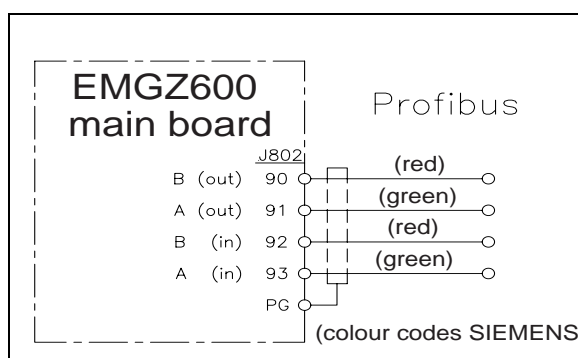 EMGZ600
main board
Profibus
J802
B (out) 90 (red)
A (out) 91 (green)
B (in) 92 (red)
A (in) 93 (green)
PG
(colour codes SIEMENS